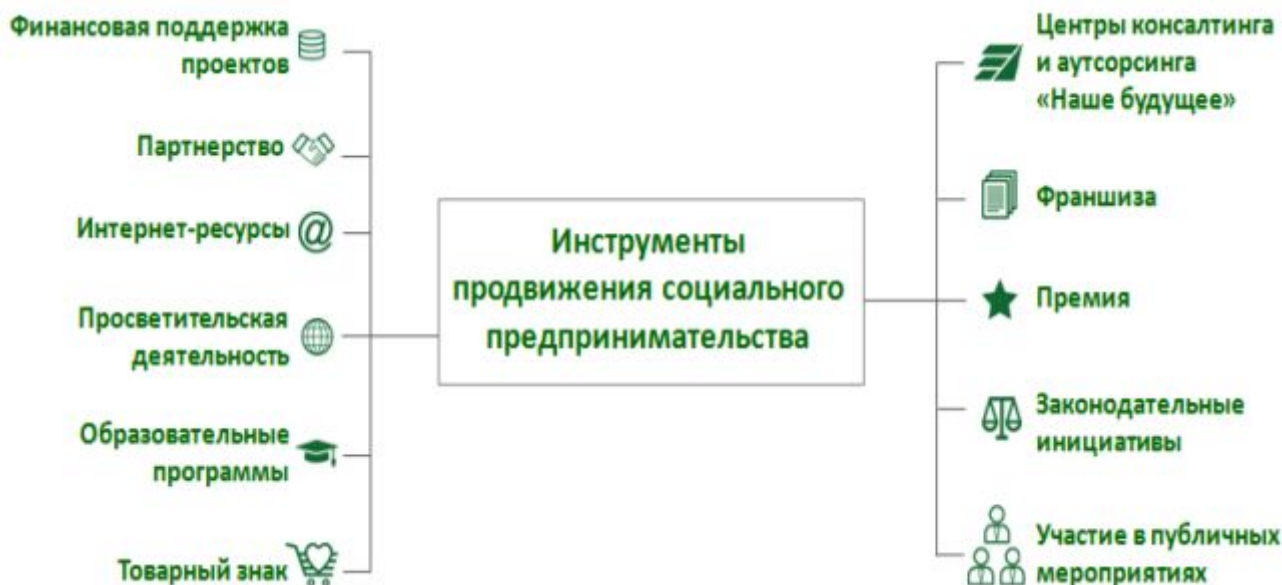 Финансовая поддержка
проектов
Партнерство
Интернет-ресурсы
@
Просветительская
деятельность
Образовательные
программы
Товарный знак
Инструменты
продвижения социального
предпринимательства
Центры консалтинга
и аутсорсинга
«Наше будущее»
Франшиза
Премия
Законодательные
инициативы
Участие в публичных
мероприятиях